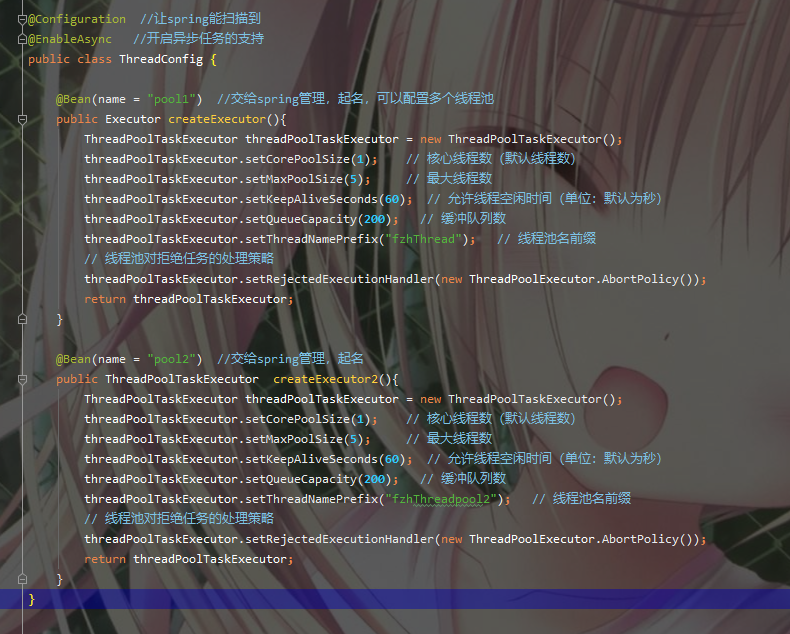 @Configuration  //让spring能扫描到
@EnableAsync   //开启异步任务的支持
public class ThreadConfig {
@Bean(name = "pool1")  //交给spring管理，起名，可以配置多个线程池
public Executor createExecutor(){
ThreadPoolTaskExecutor threadPoolTaskExecutor = new ThreadPoolTaskExecutor();
threadPoolTaskExecutor.setCorePoolSize(1);    // 核心线程数（默认线程数）
threadPoolTaskExecutor.setMaxPoolSize(5);     // 最大线程数
threadPoolTaskExecutor.setKeepAliveSeconds(60);  // 允许线程空闲时间（单位：默认为秒）
threadPoolTaskExecutor.setQueueCapacity(200);   // 缓冲队列数
threadPoolTaskExecutor.setThreadNamePrefix("fzhThread");   // 线程池名前缀
// 线程池对拒绝任务的处理策略
threadPoolTaskExecutor.setRejectedExecutionHandler(new ThreadPoolExecutor.AbortPolicy());
return threadPoolTaskExecutor;
}
@Bean(name = "pool2")  //交给spring管理，起名
public ThreadPoolTaskExecutor  createExecutor2(){
ThreadPoolTaskExecutor threadPoolTaskExecutor = new ThreadPoolTaskExecutor();
threadPoolTaskExecutor.setCorePoolSize(1);    // 核心线程数（默认线程数）
threadPoolTaskExecutor.setMaxPoolSize(5);     // 最大线程数
threadPoolTaskExecutor.setKeepAliveSeconds(60);  // 允许线程空闲时间（单位：默认为秒）
threadPoolTaskExecutor.setQueueCapacity(200);   // 缓冲队列数
threadPoolTaskExecutor.setThreadNamePrefix("fzhThreadpool2");   // 线程池名前缀
// 线程池对拒绝任务的处理策略
threadPoolTaskExecutor.setRejectedExecutionHandler(new ThreadPoolExecutor.AbortPolicy());
return threadPoolTaskExecutor;
}
}